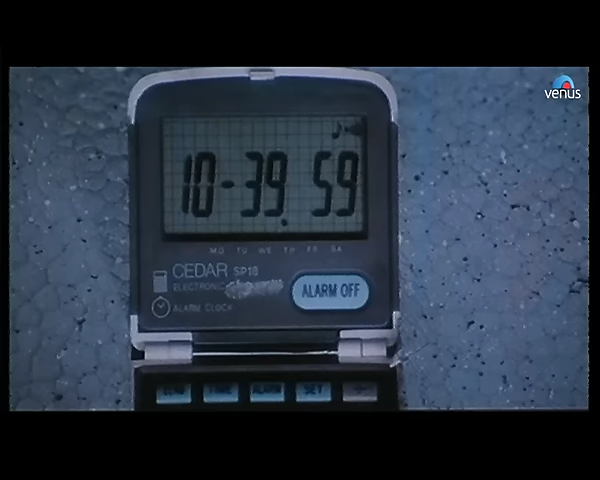 venus
10-39 59
MO TU WE TH FR SA
CEDAR SP18
ELECTRONIC
ALARM CLOCK
ALARM OFF
TIME ALARM SET +